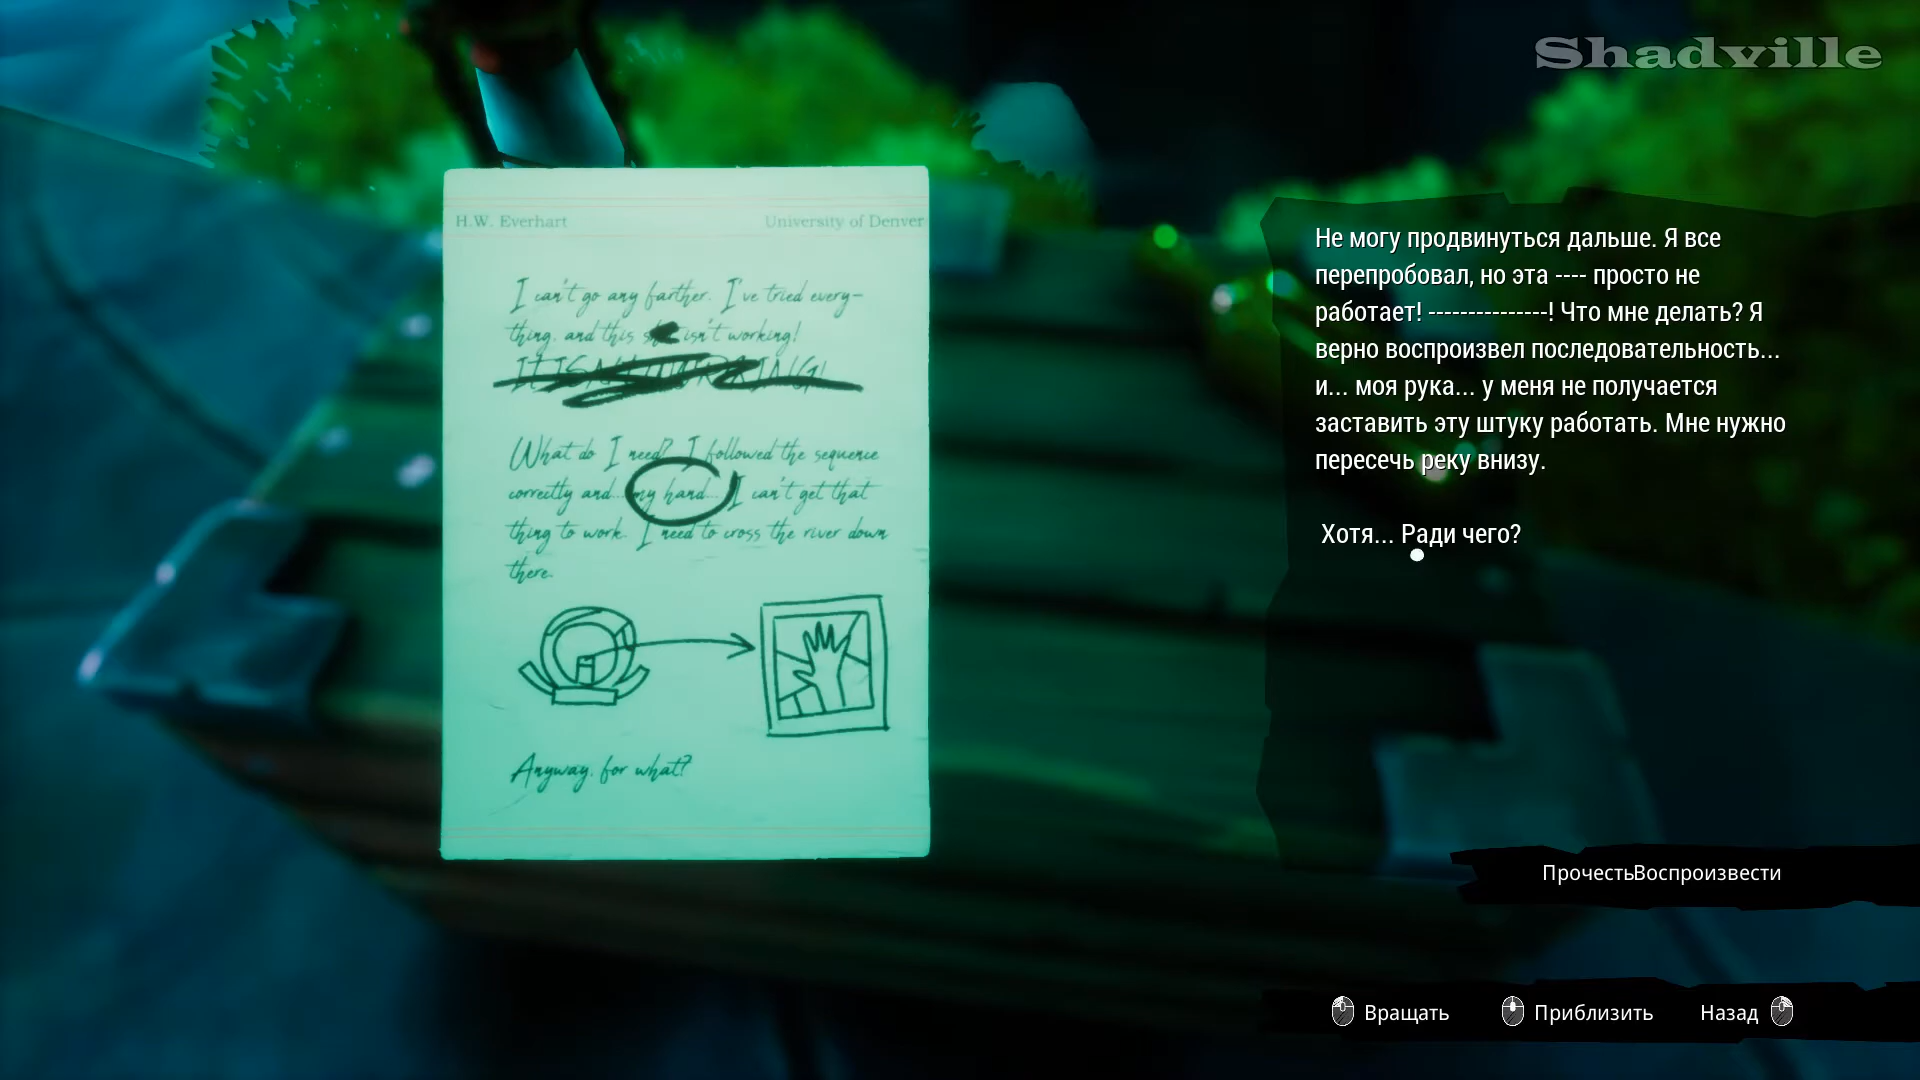 Shadville
H.W. Everhart University of Denver
I can't go any farther. I've tried every-
thing, and this isn't working!
IT ISN'T WORKING!
What do I need? I followed the sequence
correctly and... my hand... I can't get that
thing to work. I need to cross the river down
there.
Anyway, for what?
Не могу продвинуться дальше. Я все
перепробовал, но эта ---- просто не
работает! ---------------! Что мне делать? Я
верно воспроизвел последовательность...
и... моя рука... у меня не получается
заставить эту штуку работать. Мне нужно
пересечь реку внизу.
Хотя... Ради чего?
ПрочестьВоспроизвести
Вращать Приблизить Назад